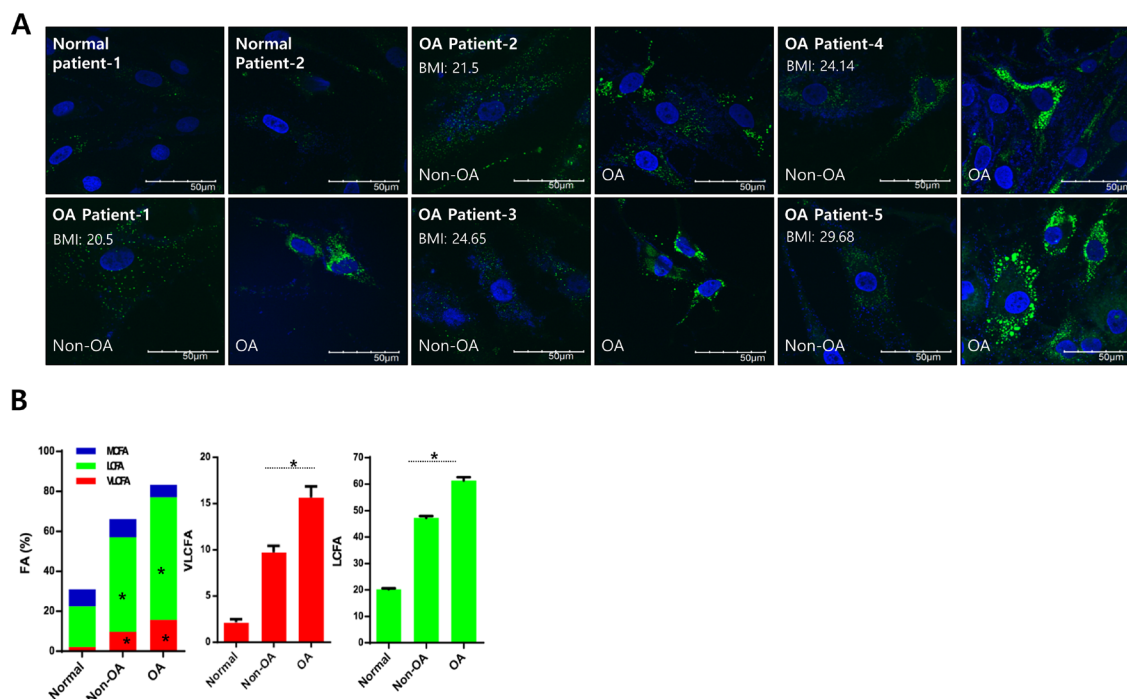 A
Normal
patient-1
50µm
Normal
Patient-2
50µm
OA Patient-2
BMI: 21.5
Non-OA
50µm
OA
50µm
OA Patient-4
BMI: 24.14
Non-OA
50µm
OA
50µm
OA Patient-1
BMI: 20.5
Non-OA
50µm
OA
50µm
OA Patient-3
BMI: 24.65
Non-OA
50µm
OA
50µm
OA Patient-5
BMI: 29.68
Non-OA
50µm
OA
50µm
B
FA (%)
100
80
60
40
20
0
MCFA
LCFA
VLCFA
*
*
*
*
Normal
Non-OA
OA
VLCFA
20
15
10
5
0
*
Normal
Non-OA
OA
LCFA
70
60
50
40
30
20
10
0
*
Normal
Non-OA
OA